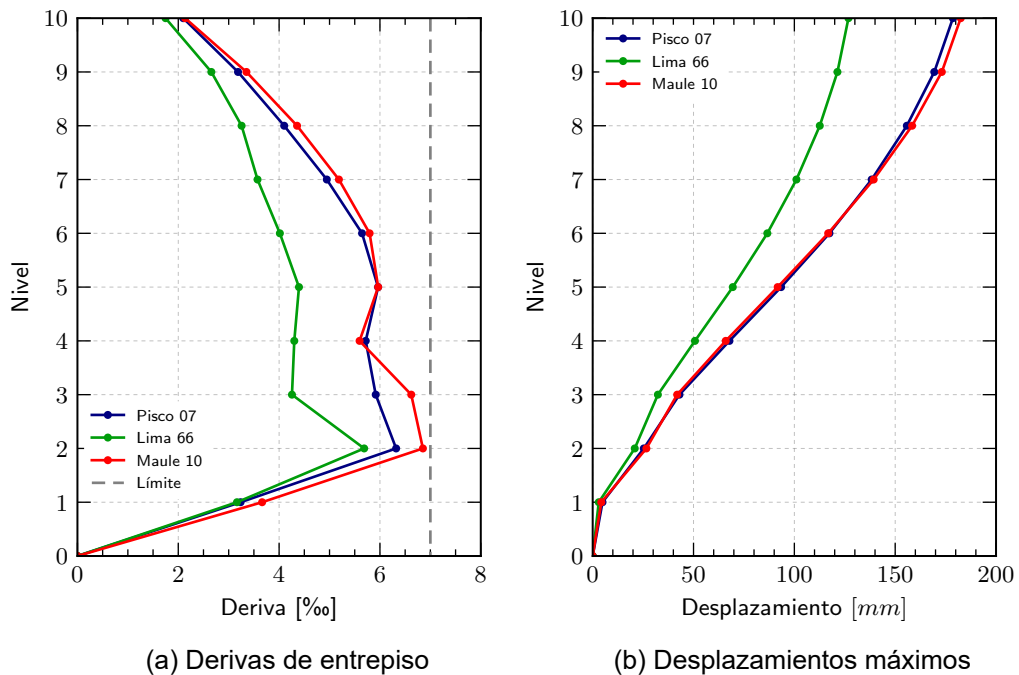 10
9
8
7
6
5
4
3
2
1
0
Nivel
Pisco 07
Lima 66
Maule 10
Límite
0 2 4 6 8
Deriva [‰]
(a) Derivas de entrepiso
10
9
8
7
6
5
4
3
2
1
0
Nivel
Pisco 07
Lima 66
Maule 10
0 50 100 150 200
Desplazamiento [mm]
(b) Desplazamientos máximos